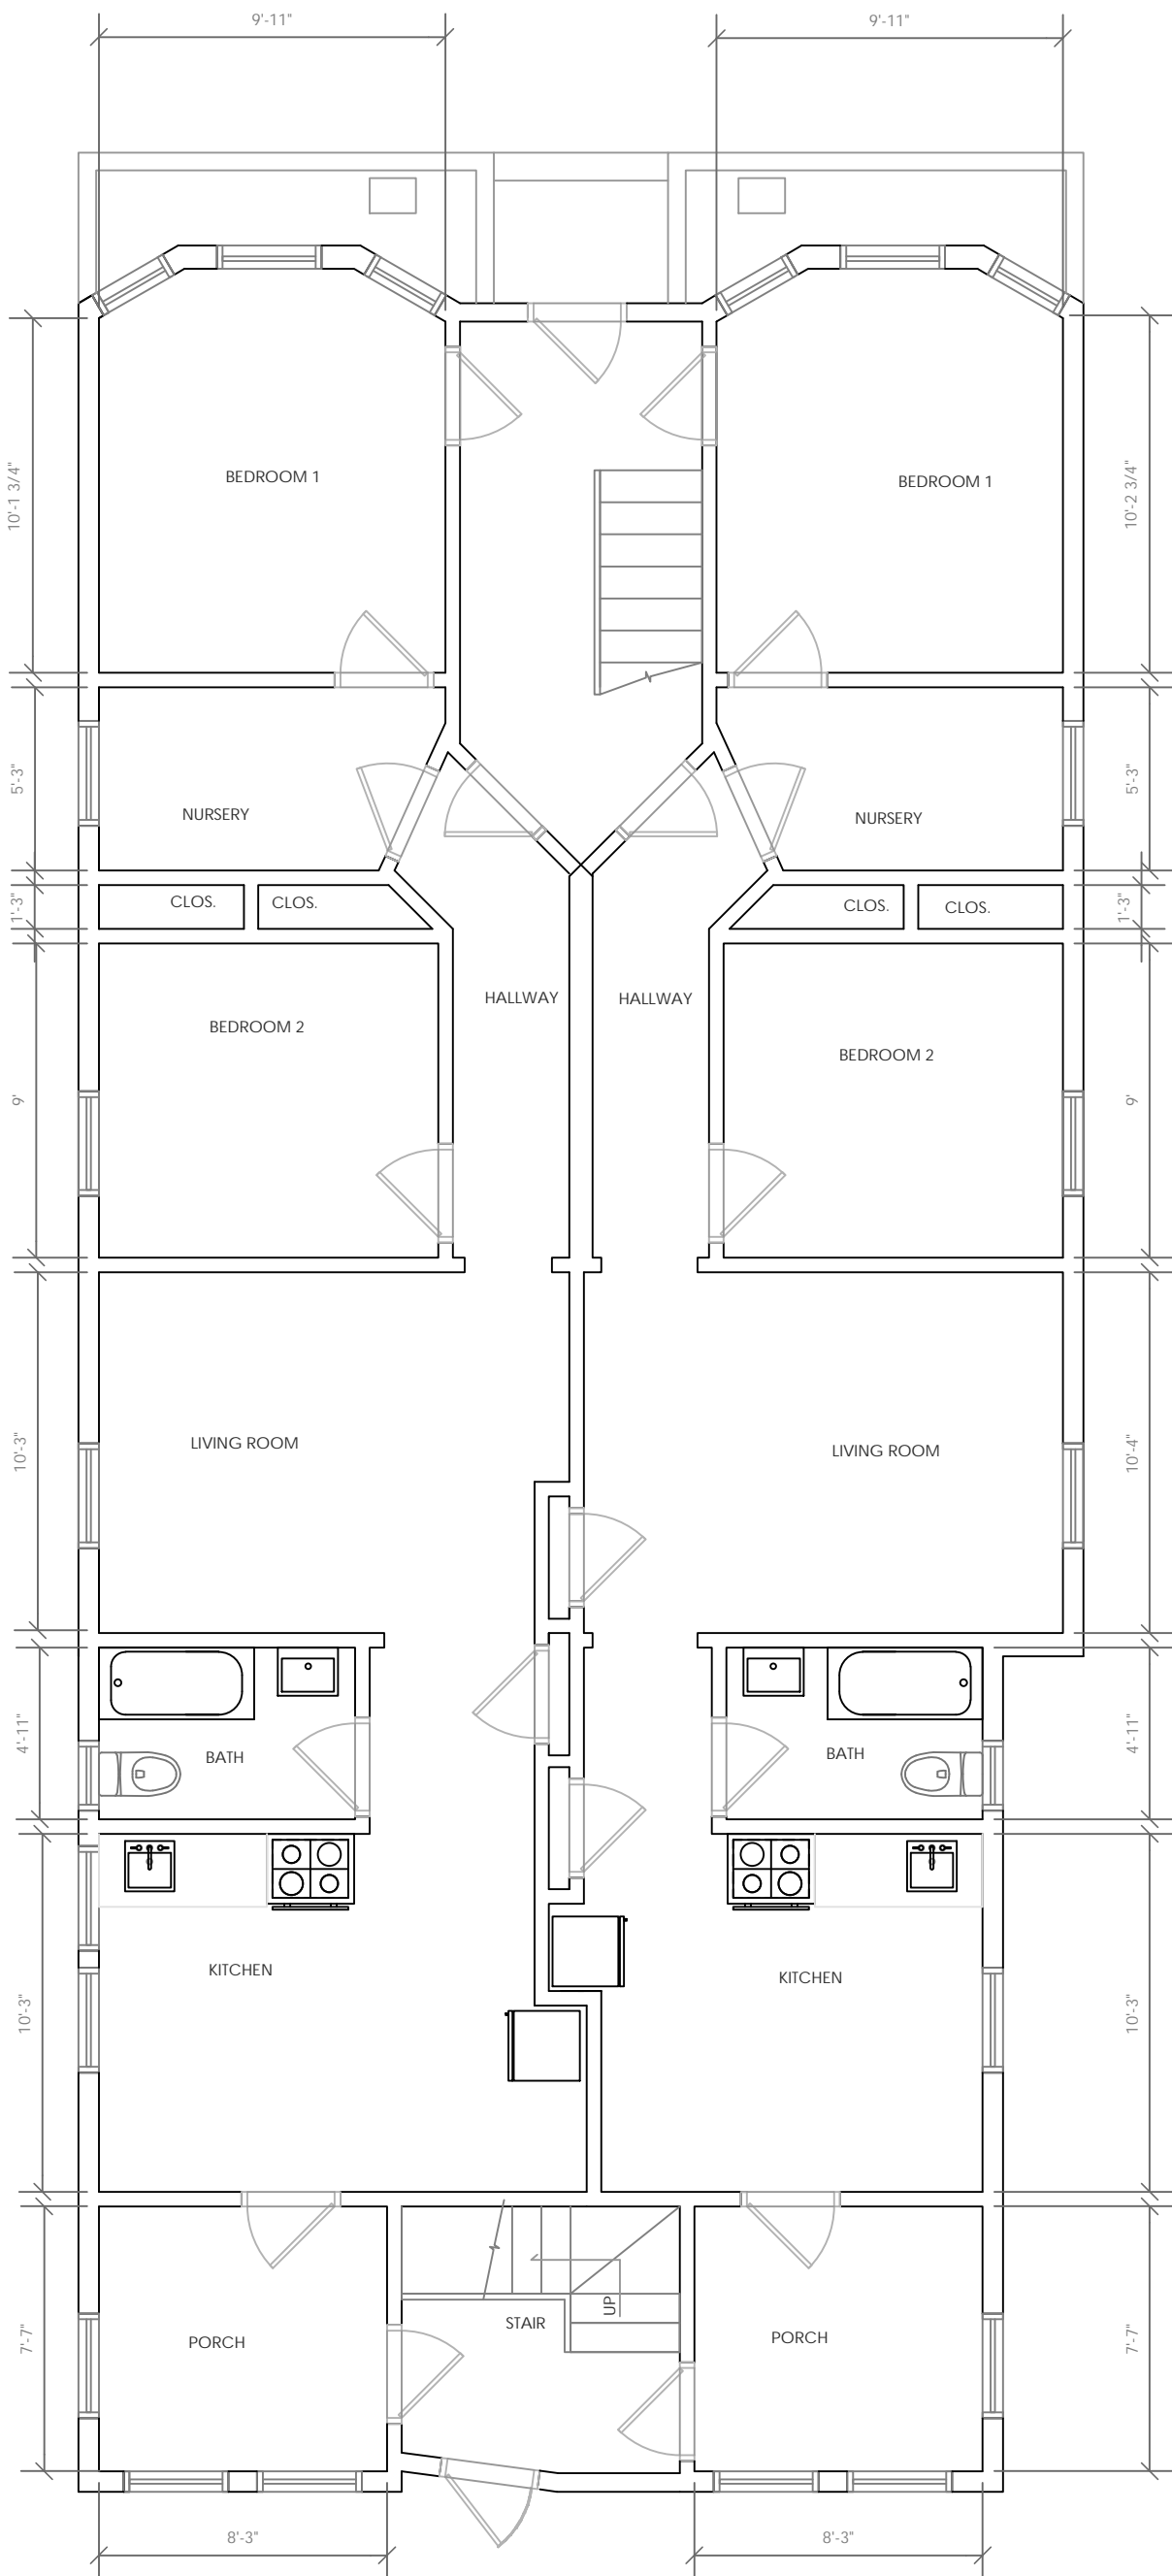 9'-11"
9'-11"
BEDROOM 1
BEDROOM 1
10'-1 3/4"
10'-2 3/4"
5'-3"
5'-3"
NURSERY
NURSERY
1'-3"
CLOS.
CLOS.
CLOS.
CLOS.
1'-3"
HALLWAY
HALLWAY
BEDROOM 2
BEDROOM 2
9'
9'
LIVING ROOM
LIVING ROOM
10'-3"
10'-4"
4'-11"
BATH
BATH
4'-11"
KITCHEN
KITCHEN
10'-3"
10'-3"
UP
STAIR
PORCH
PORCH
7'-7"
7'-7"
8'-3"
8'-3"